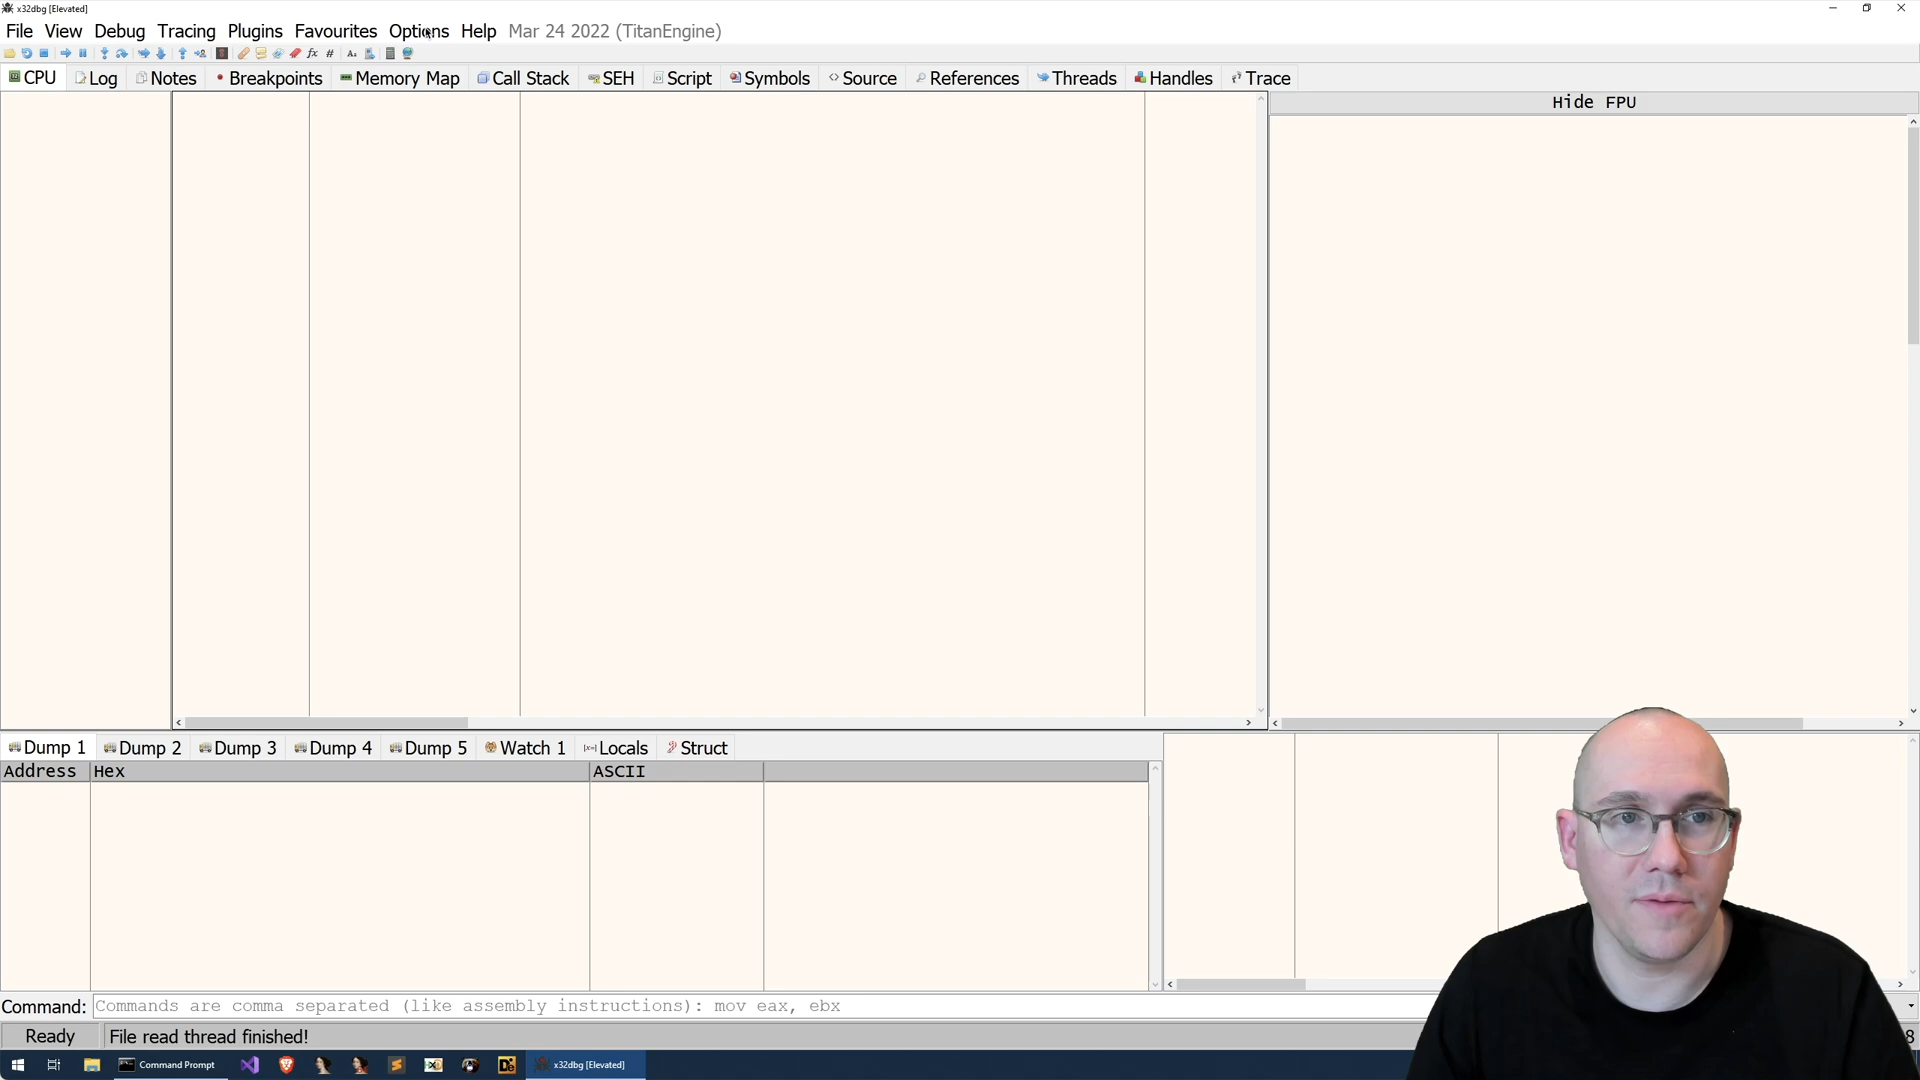 x32dbg [Elevated]
File View Debug Tracing Plugins Favourites Options Help Mar 24 2022 (TitanEngine)
CPU Log Notes Breakpoints Memory Map Call Stack SEH Script Symbols Source References Threads Handles Trace
Hide FPU
Dump 1 Dump 2 Dump 3 Dump 4 Dump 5 Watch 1 Locals Struct
Address Hex ASCII
Command: Commands are comma separated (like assembly instructions): mov eax, ebx
Ready File read thread finished!
Command Prompt x32dbg [Elevated]